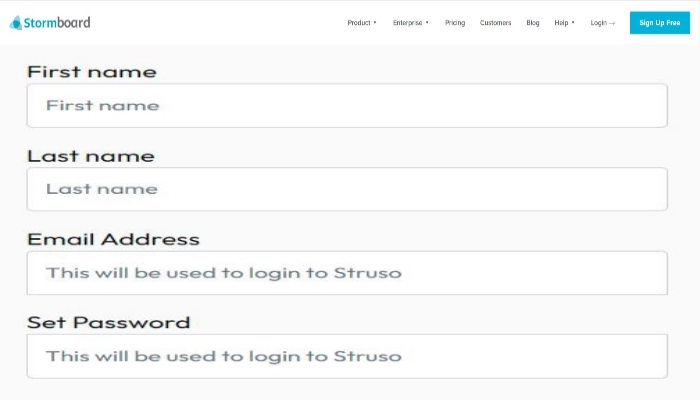 Stormboard
Product Enterprise Pricing Customers Blog Help Login → Sign Up Free
First name
First name
Last name
Last name
Email Address
This will be used to login to Struso
Set Password
This will be used to login to Struso